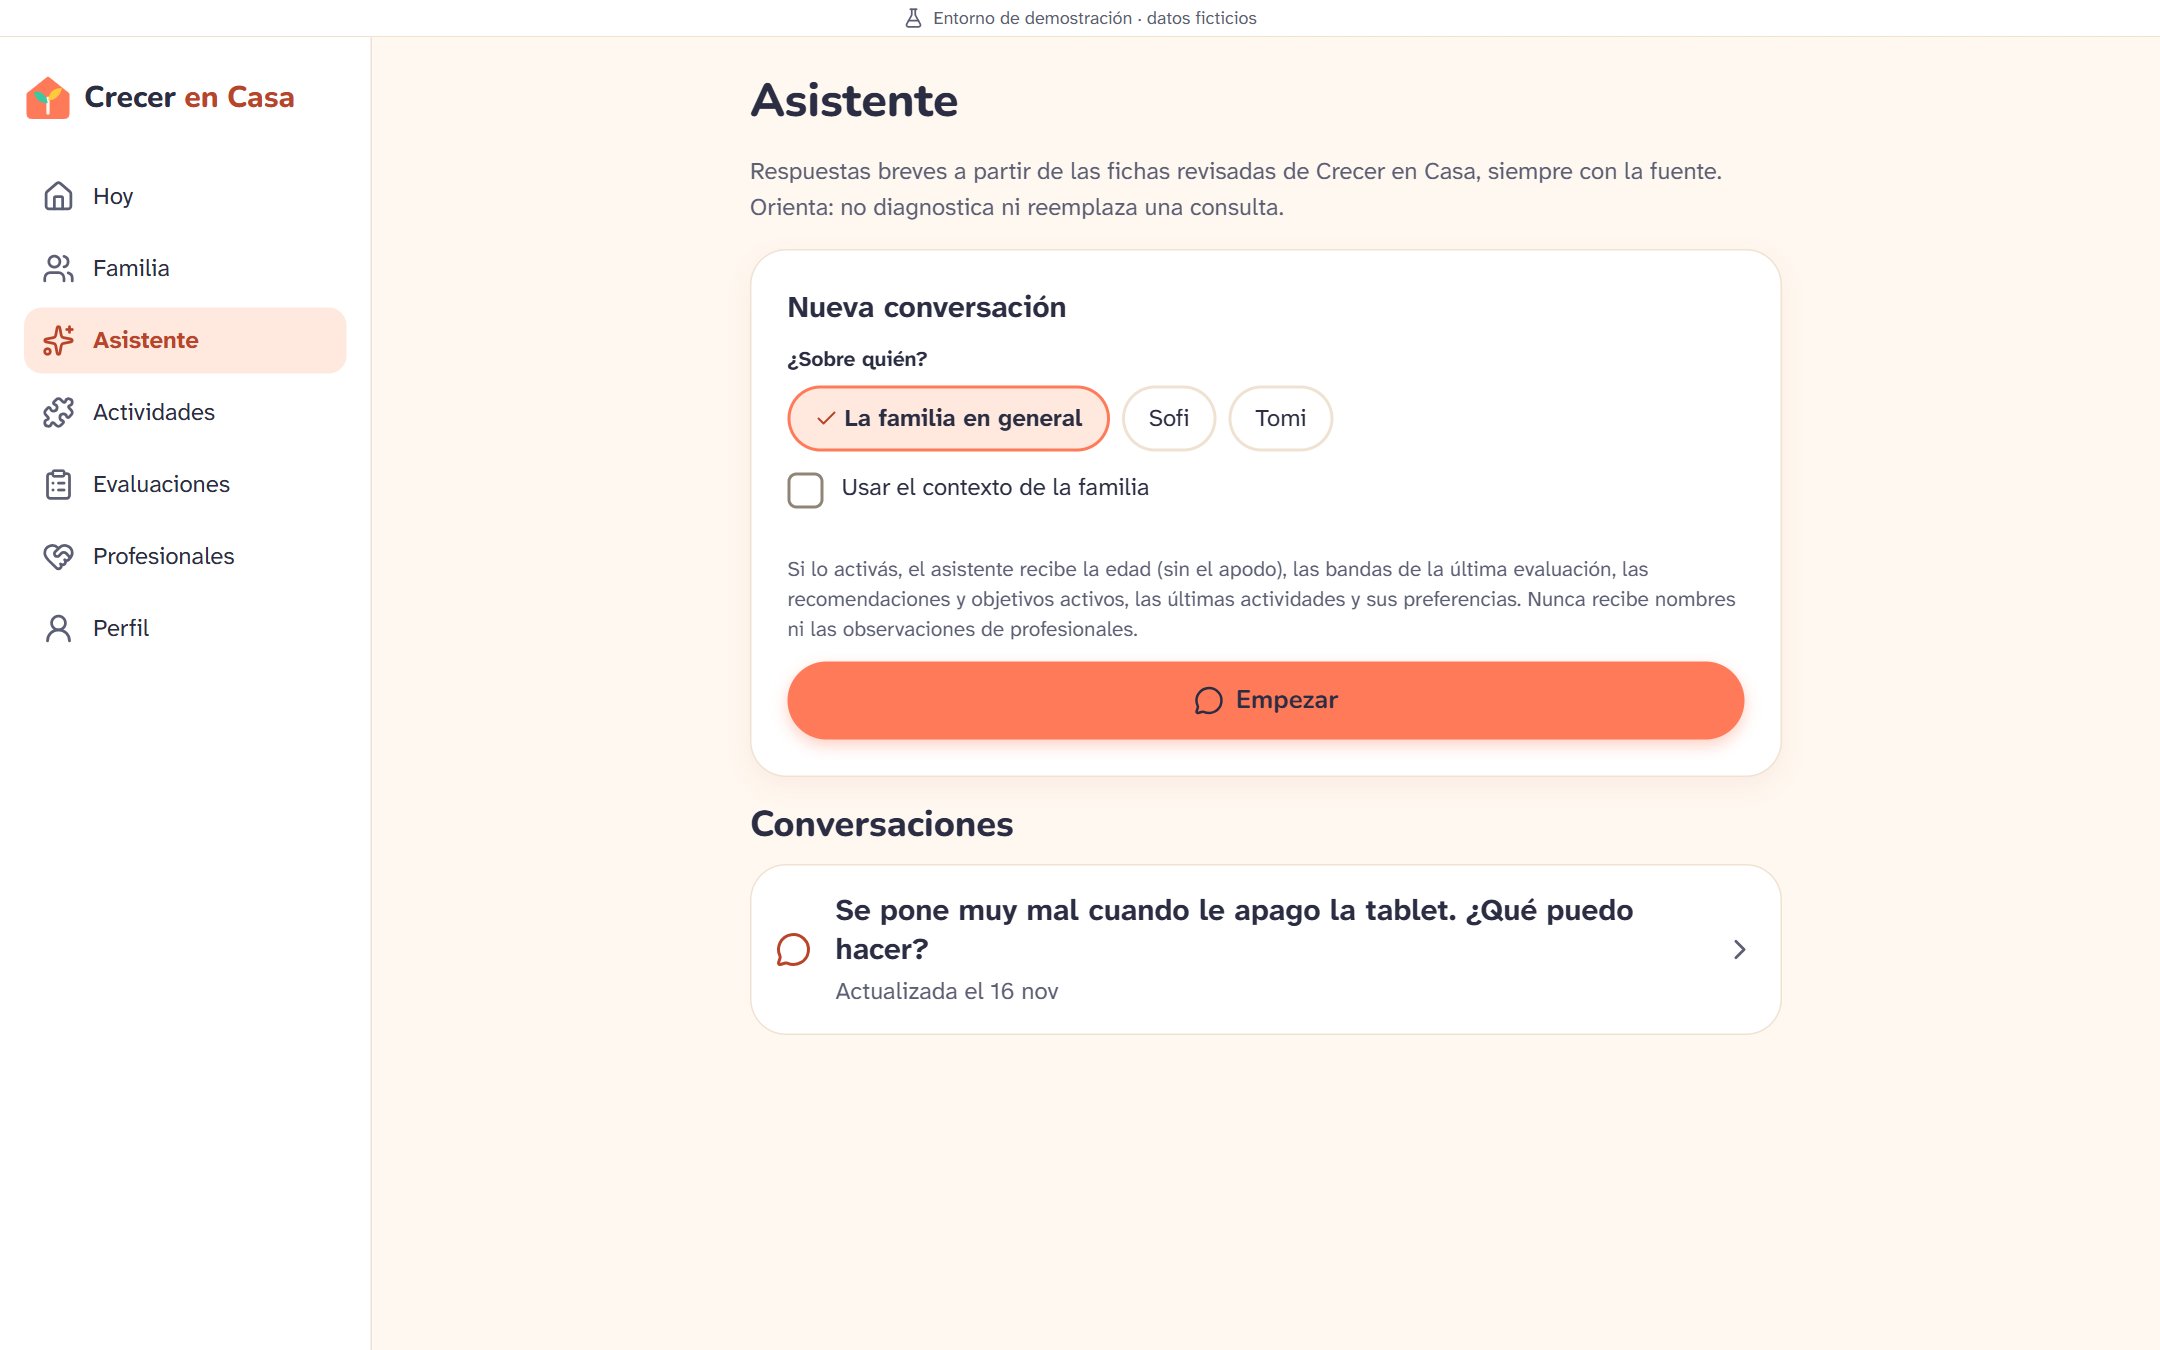 Entorno de demostración · datos ficticios
Crecer en Casa
Hoy
Familia
Asistente
Actividades
Evaluaciones
Profesionales
Perfil
Asistente
Respuestas breves a partir de las fichas revisadas de Crecer en Casa, siempre con la fuente.
Orienta: no diagnostica ni reemplaza una consulta.
Nueva conversación
¿Sobre quién?
La familia en general
Sofi
Tomi
Usar el contexto de la familia
Si lo activás, el asistente recibe la edad (sin el apodo), las bandas de la última evaluación, las
recomendaciones y objetivos activos, las últimas actividades y sus preferencias. Nunca recibe nombres
ni las observaciones de profesionales.
Empezar
Conversaciones
Se pone muy mal cuando le apago la tablet. ¿Qué puedo
hacer?
Actualizada el 16 nov